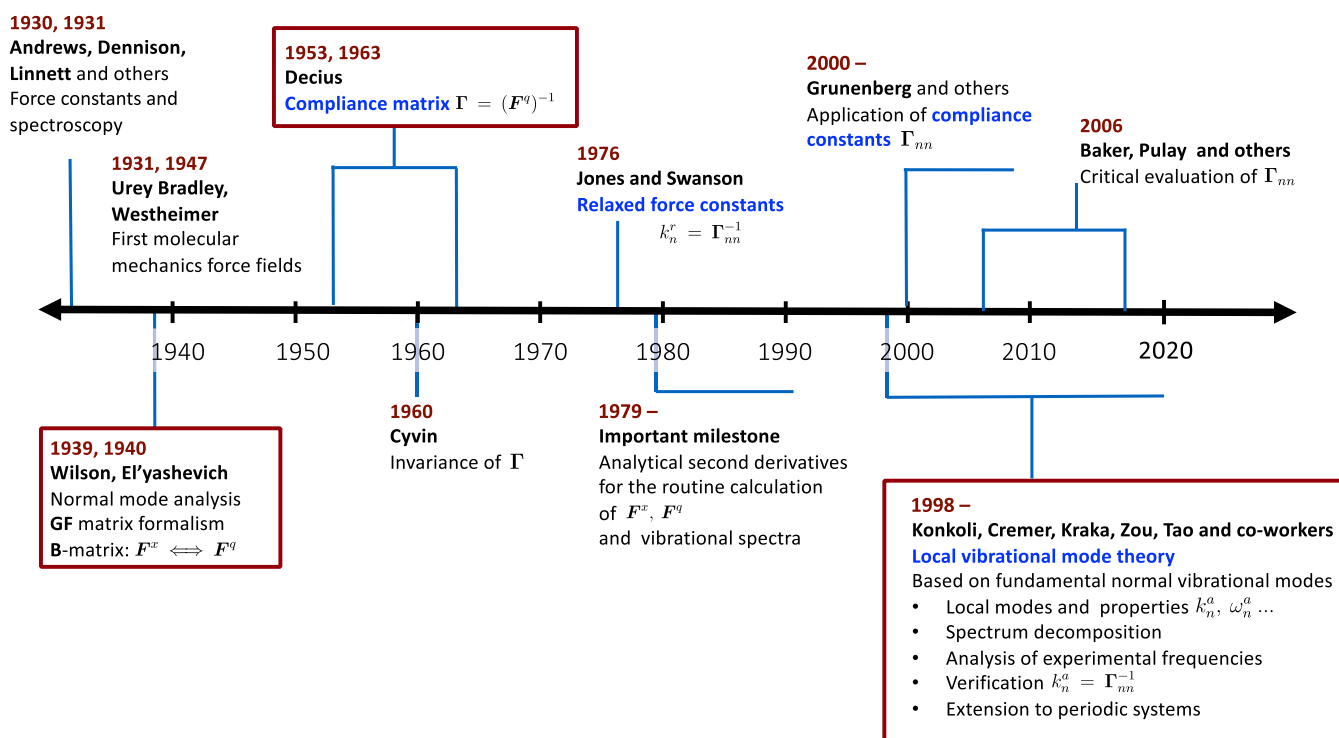 1930, 1931
Andrews, Dennison,
Linnett and others
Force constants and
spectroscopy
1931, 1947
Urey Bradley,
Westheimer
First molecular
mechanics force fields
1953, 1963
Decius
Compliance matrix Γ = (F^q)^−1
1976
Jones and Swanson
Relaxed force constants
k_n^r = Γ_nn^−1
2000 –
Grunenberg and others
Application of compliance
constants Γ_nn
2006
Baker, Pulay and others
Critical evaluation of Γ_nn
1940 1950 1960 1970 1980 1990 2000 2010 2020
1939, 1940
Wilson, El’yashevich
Normal mode analysis
GF matrix formalism
B-matrix: F^x ⟺ F^q
1960
Cyvin
Invariance of Γ
1979 –
Important milestone
Analytical second derivatives
for the routine calculation
of F^x, F^q
and vibrational spectra
1998 –
Konkoli, Cremer, Kraka, Zou, Tao and co-workers
Local vibrational mode theory
Based on fundamental normal vibrational modes
• Local modes and properties k_n^a, ω_n^a ...
• Spectrum decomposition
• Analysis of experimental frequencies
• Verification k_n^a = Γ_nn^−1
• Extension to periodic systems